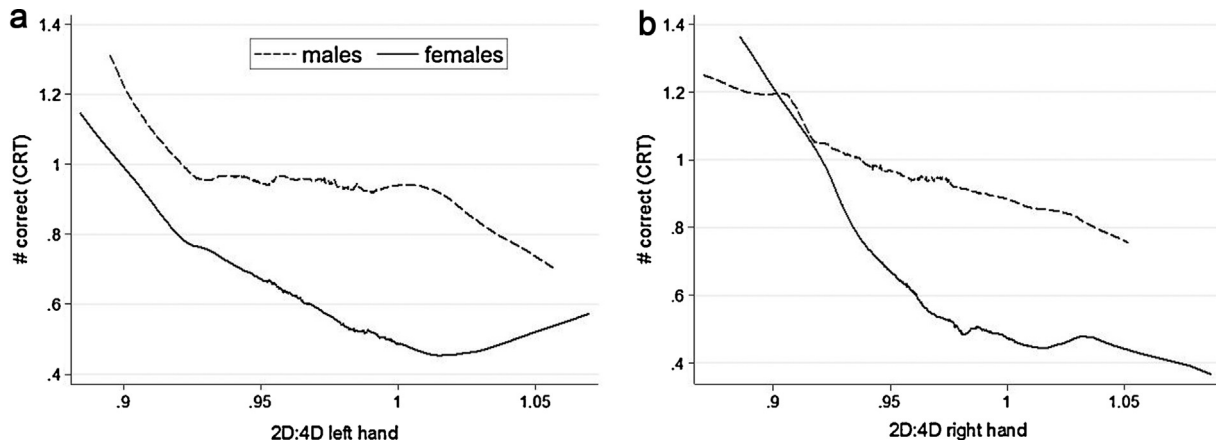 a
1.4
1.2
1
.8
.6
.4
# correct (CRT)
males
females
.9
.95
1
1.05
2D:4D left hand
b
1.4
1.2
1
.8
.6
.4
# correct (CRT)
.9
.95
1
1.05
2D:4D right hand